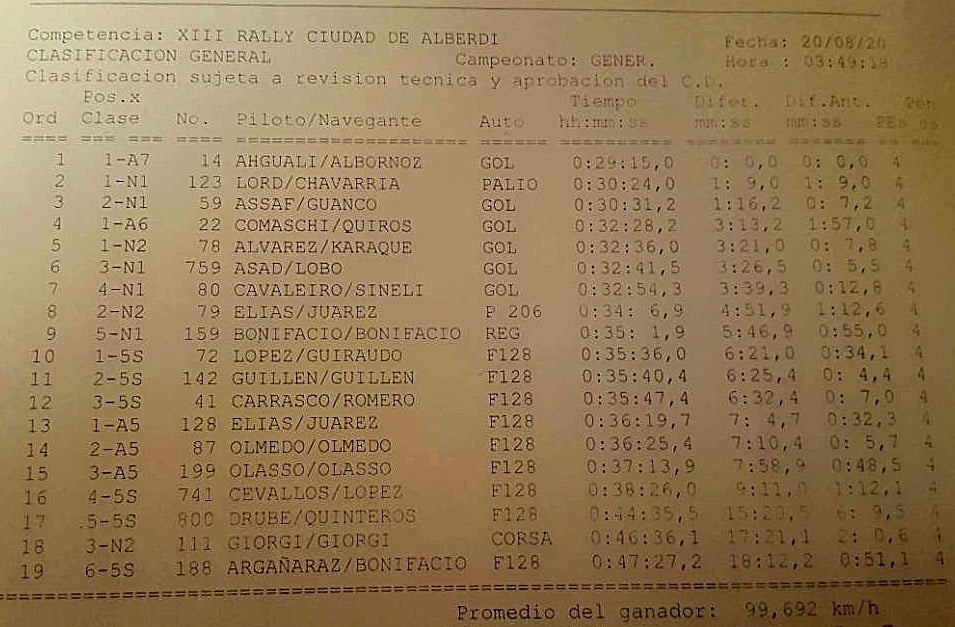 Competencia: XIII RALLY CIUDAD DE ALBERDI Fecha: 20/08/20
CLASIFICACION GENERAL Campeonato: GENER. Hora : 03:49:18
Clasificacion sujeta a revision tecnica y aprobacion del C.D.
Pos.x Tiempo Difer. Dif.Ant. Pen
Ord Clase No. Piloto/Navegante Auto hh:mm:ss mm:ss mm:ss PEs os
1 1-A7 14 AHGUALI/ALBORNOZ GOL 0:29:15,0 0: 0,0 0: 0,0 4
2 1-N1 123 LORD/CHAVARRIA PALIO 0:30:24,0 1: 9,0 1: 9,0 4
3 2-N1 59 ASSAF/GUANCO GOL 0:30:31,2 1:16,2 0: 7,2 4
4 1-A6 22 COMASCHI/QUIROS GOL 0:32:28,2 3:13,2 1:57,0 4
5 1-N2 78 ALVAREZ/KARAQUE GOL 0:32:36,0 3:21,0 0: 7,8 4
6 3-N1 759 ASAD/LOBO GOL 0:32:41,5 3:26,5 0: 5,5 4
7 4-N1 80 CAVALEIRO/SINELI GOL 0:32:54,3 3:39,3 0:12,8 4
8 2-N2 79 ELIAS/JUAREZ P 206 0:34: 6,9 4:51,9 1:12,6 4
9 5-N1 159 BONIFACIO/BONIFACIO REG 0:35: 1,9 5:46,9 0:55,0 4
10 1-5S 72 LOPEZ/GUIRAUDO F128 0:35:36,0 6:21,0 0:34,1 4
11 2-5S 142 GUILLEN/GUILLEN F128 0:35:40,4 6:25,4 0: 4,4 4
12 3-5S 41 CARRASCO/ROMERO F128 0:35:47,4 6:32,4 0: 7,0 4
13 1-A5 128 ELIAS/JUAREZ F128 0:36:19,7 7: 4,7 0:32,3 4
14 2-A5 87 OLMEDO/OLMEDO F128 0:36:25,4 7:10,4 0: 5,7 4
15 3-A5 199 OLASSO/OLASSO F128 0:37:13,9 7:58,9 0:48,5 4
16 4-5S 741 CEVALLOS/LOPEZ F128 0:38:26,0 9:11,0 1:12,1 4
17 5-5S 800 DRUBE/QUINTEROS F128 0:44:35,5 15:20,5 6: 9,5 4
18 3-N2 111 GIORGI/GIORGI CORSA 0:46:36,1 17:21,1 2: 0,6 4
19 6-5S 188 ARGAÑARAZ/BONIFACIO F128 0:47:27,2 18:12,2 0:51,1 4
Promedio del ganador: 99,692 km/h